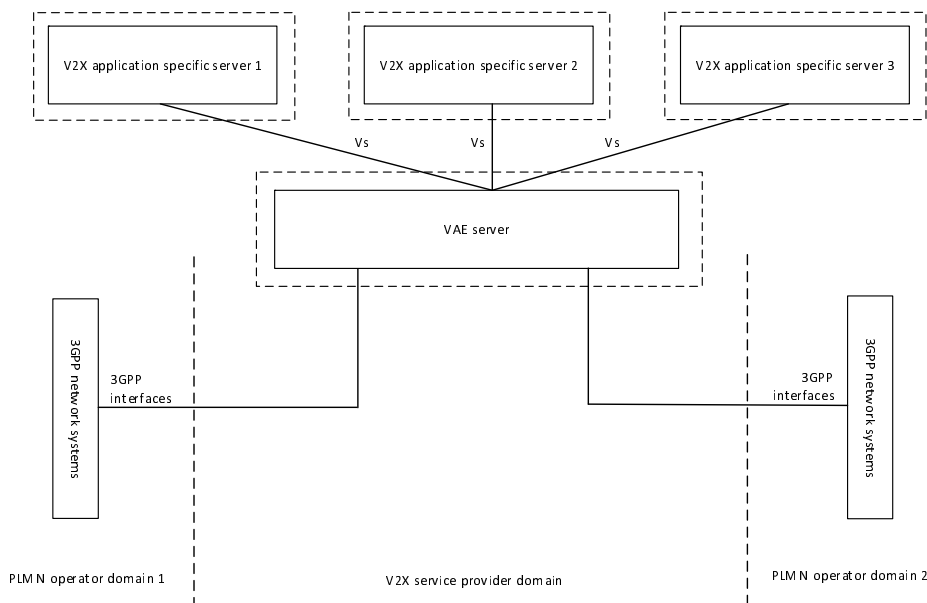 V2X application specific server 1
V2X application specific server 2
V2X application specific server 3
Vs
Vs
Vs
VAE server
3GPP network systems
3GPP
interfaces
3GPP
interfaces
3GPP network systems
PLMN operator domain 1
V2X service provider domain
PLMN operator domain 2